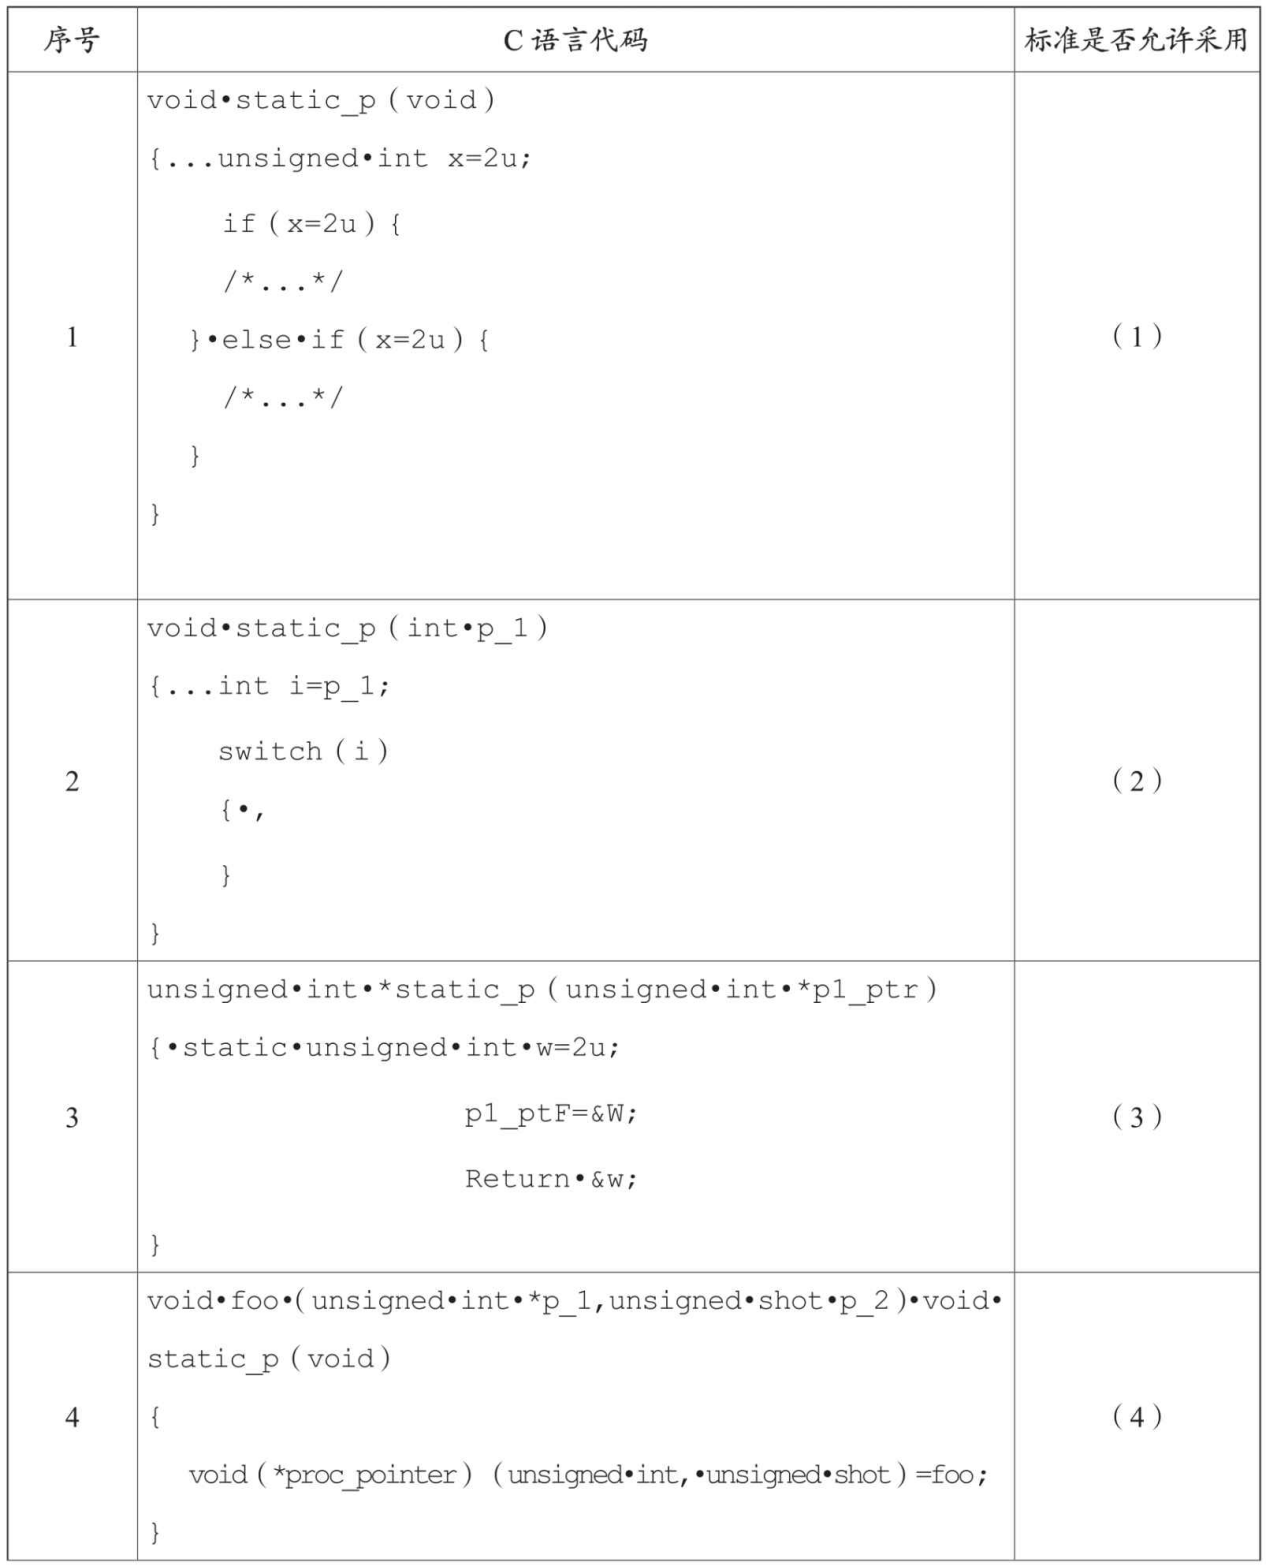 序号 C 语言代码 标准是否允许采用
void•static_p（void）
{...unsigned•int x=2u;
if（x=2u）{
/*...*/
}•else•if（x=2u）{
/*...*/
}
}
1 （1）
void•static_p（int•p_1）
{...int i=p_1;
switch（i）
{•,
}
}
2 （2）
unsigned•int•*static_p（unsigned•int•*p1_ptr）
{•static•unsigned•int•w=2u;
p1_ptF=&W;
Return•&w;
}
3 （3）
void•foo•(unsigned•int•*p_1,unsigned•shot•p_2)•void•
static_p（void）
{
void（*proc_pointer）（unsigned•int,•unsigned•shot）=foo;
}
4 （4）